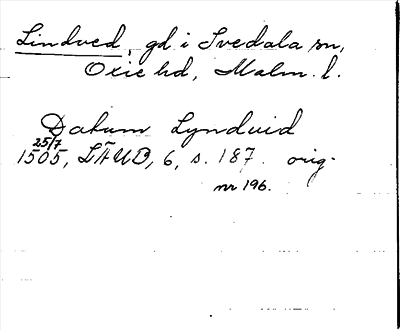 Lindved, gd i Svedala sn,
Oxie hd, Malm. l.
Datum Lynduid
25/7
1505, LÄUB, 6, s. 187. orig.
nr 196.